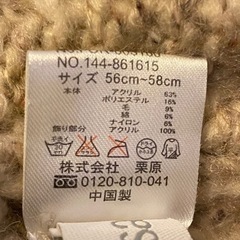 NO.144-861615
サイズ 56cm~58cm
本体 アクリル 63%
ポリエステル 16%
毛 9%
綿 6%
ナイロン 6%
飾り部分 アクリル 100%
株式会社 栗原
0120-810-041
中国製